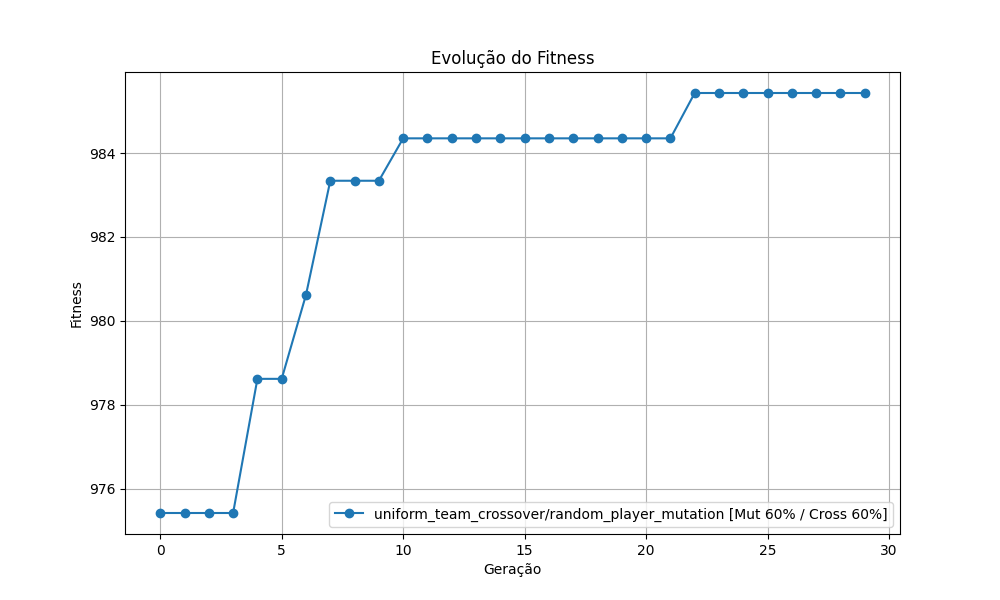 Evolução do Fitness
Fitness
984
982
980
978
976
uniform_team_crossover/random_player_mutation [Mut 60% / Cross 60%]
0 5 10 15 20 25 30
Geração